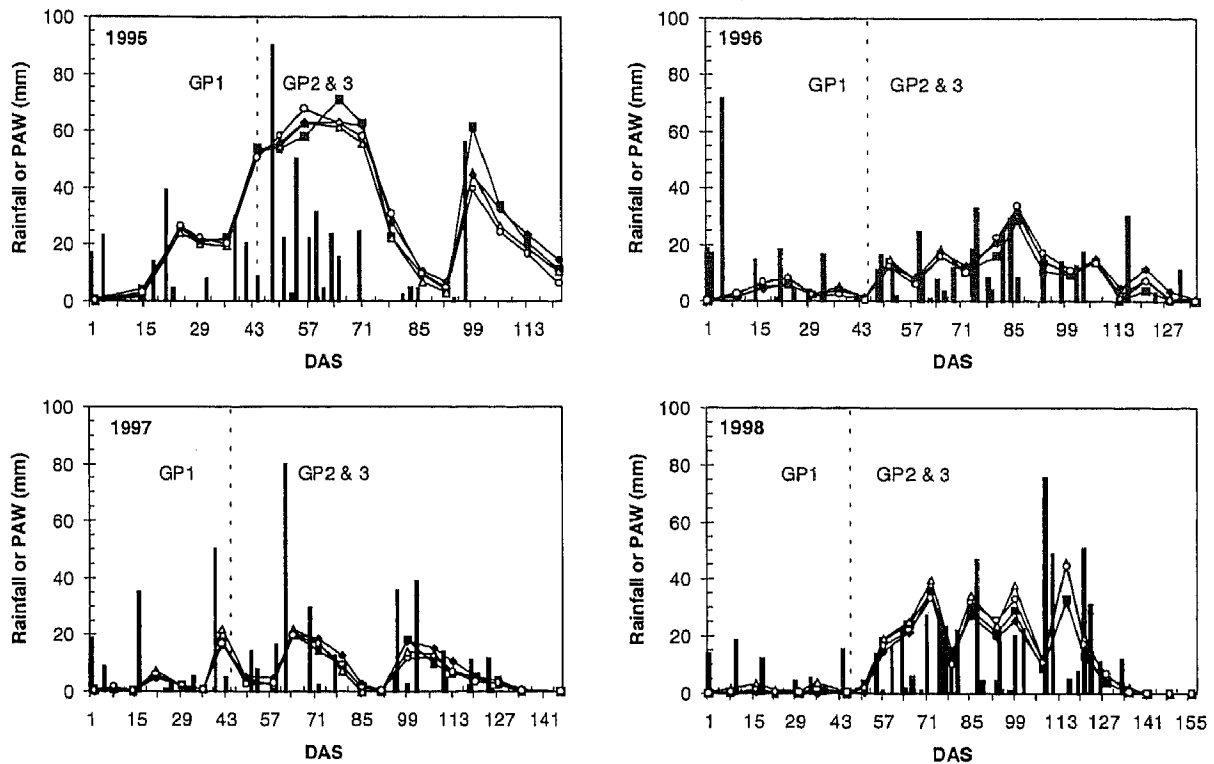 Rainfall or PAW (mm)
100
80
60
40
20
0
1995
GP1
GP2 & 3
1 15 29 43 57 71 85 99 113
DAS
Rainfall or PAW (mm)
100
80
60
40
20
0
1996
GP1
GP2 & 3
1 15 29 43 57 71 85 99 113 127
DAS
Rainfall or PAW (mm)
100
80
60
40
20
0
1997
GP1
GP2 & 3
1 15 29 43 57 71 85 99 113 127 141
DAS
Rainfall or PAW (mm)
100
80
60
40
20
0
1998
GP1
GP2 & 3
1 15 29 43 57 71 85 99 113 127 141 155
DAS